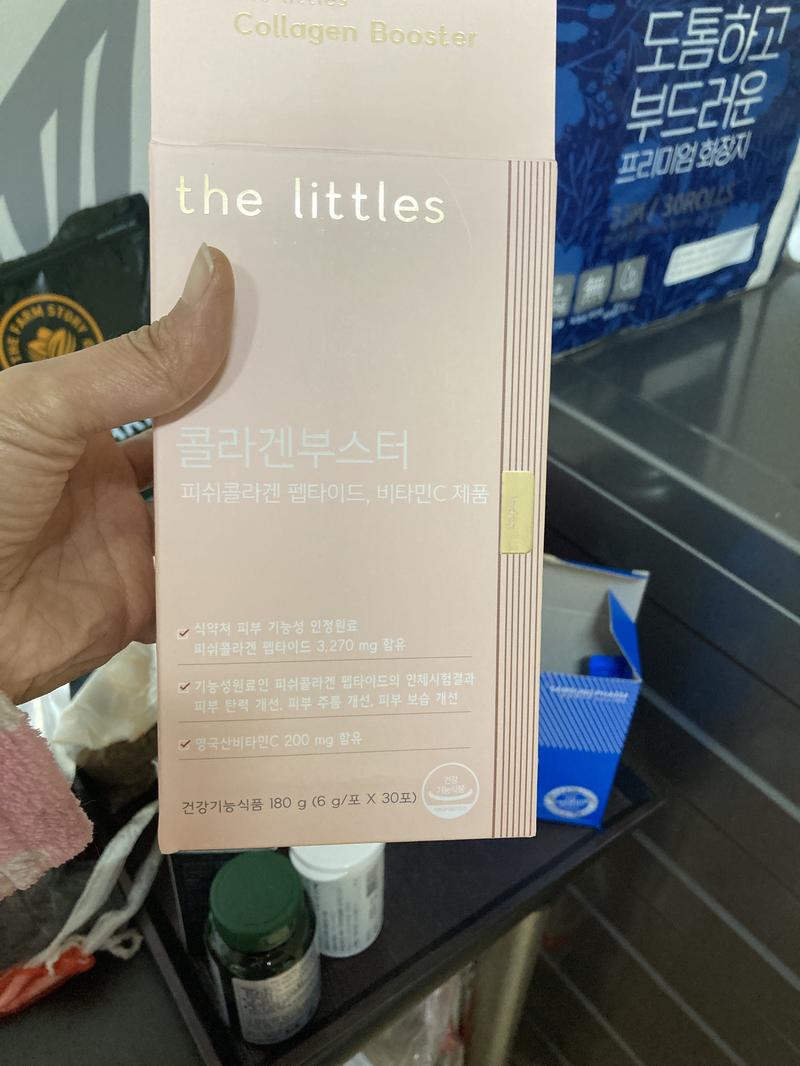 Collagen Booster
the littles
콜라겐부스터
피쉬콜라겐 펩타이드, 비타민C 제품
식약처 피부 기능성 인정원료
피쉬콜라겐 펩타이드 3,270 mg 함유
기능성원료인 피쉬콜라겐 펩타이드의 인체시험결과
피부 탄력 개선, 피부 주름 개선, 피부 보습 개선
영국산비타민C 200 mg 함유
건강기능식품 180 g (6 g/포 X 30포)
건강
기능식품
도톰하고
부드러운
프리미엄 화장지
33M / 30ROLLS
THE FARM STORY